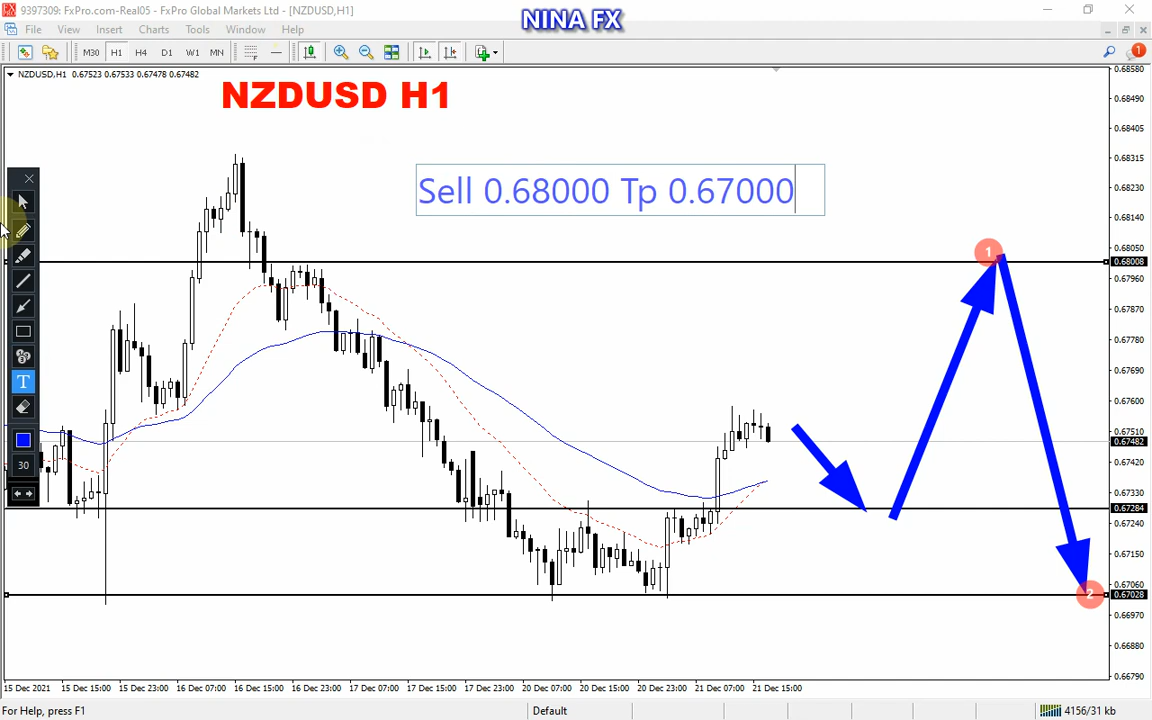 9397309: FxPro.com-Real05 - FxPro Global Markets Ltd - [NZDUSD,H1]
NINA FX
File View Insert Charts Tools Window Help
M30 H1 H4 D1 W1 MN
1
NZDUSD,H1 0.67523 0.67533 0.67478 0.67482
NZDUSD H1
Sell 0.68000 Tp 0.67000
0.68580
0.68490
0.68405
0.68315
0.68230
0.68140
0.68050
1
0.68008
0.67960
0.67870
0.67780
0.67690
0.67600
0.67510
T
0.67482
30
0.67420
0.67330
0.67284
0.67240
0.67150
0.67060
2
0.67028
0.66970
0.66880
0.66790
15 Dec 2021 15 Dec 15:00 15 Dec 23:00 16 Dec 07:00 16 Dec 15:00 16 Dec 23:00 17 Dec 07:00 17 Dec 15:00 17 Dec 23:00 20 Dec 07:00 20 Dec 15:00 20 Dec 23:00 21 Dec 07:00 21 Dec 15:00
For Help, press F1 Default 4156/31 kb